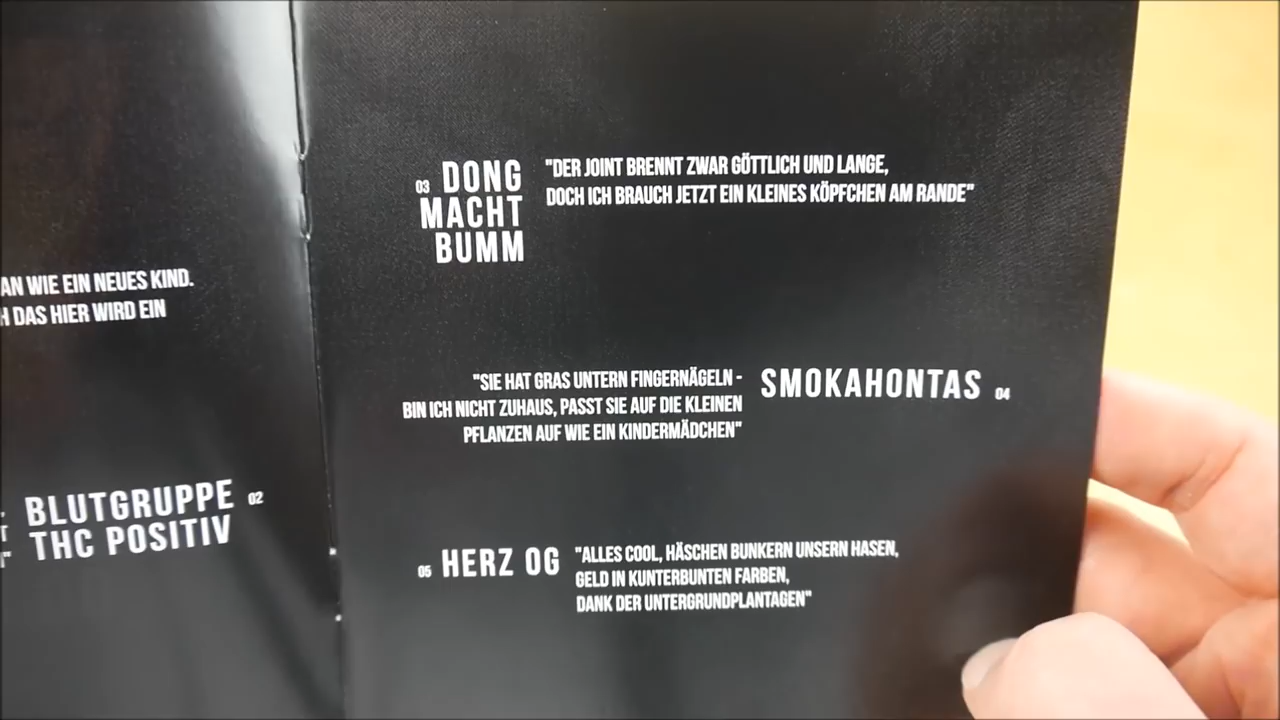 AN WIE EIN NEUES KIND.
DAS HIER WIRD EIN
BLUTGRUPPE 02
THC POSITIV
03 DONG
MACHT
BUMM
"DER JOINT BRENNT ZWAR GÖTTLICH UND LANGE,
DOCH ICH BRAUCH JETZT EIN KLEINES KÖPFCHEN AM RANDE"
"SIE HAT GRAS UNTERN FINGERNÄGELN -
BIN ICH NICHT ZUHAUS, PASST SIE AUF DIE KLEINEN
PFLANZEN AUF WIE EIN KINDERMÄDCHEN"
SMOKAHONTAS 04
05 HERZ OG
"ALLES COOL, HÄSCHEN BUNKERN UNSERN HASEN,
GELD IN KUNTERBUNTEN FARBEN,
DANK DER UNTERGRUNDPLANTAGEN"